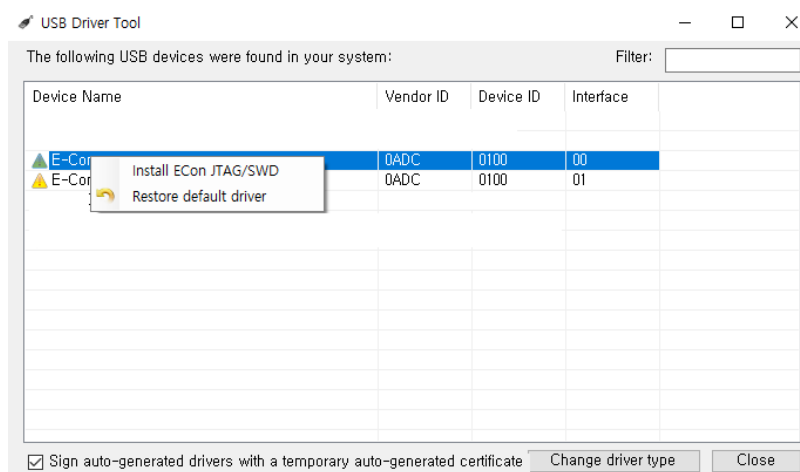 USB Driver Tool
The following USB devices were found in your system: Filter:
Device Name Vendor ID Device ID Interface
E-Con 0ADC 0100 00
E-Con 0ADC 0100 01
Install ECon JTAG/SWD
Restore default driver
Sign auto-generated drivers with a temporary auto-generated certificate Change driver type Close